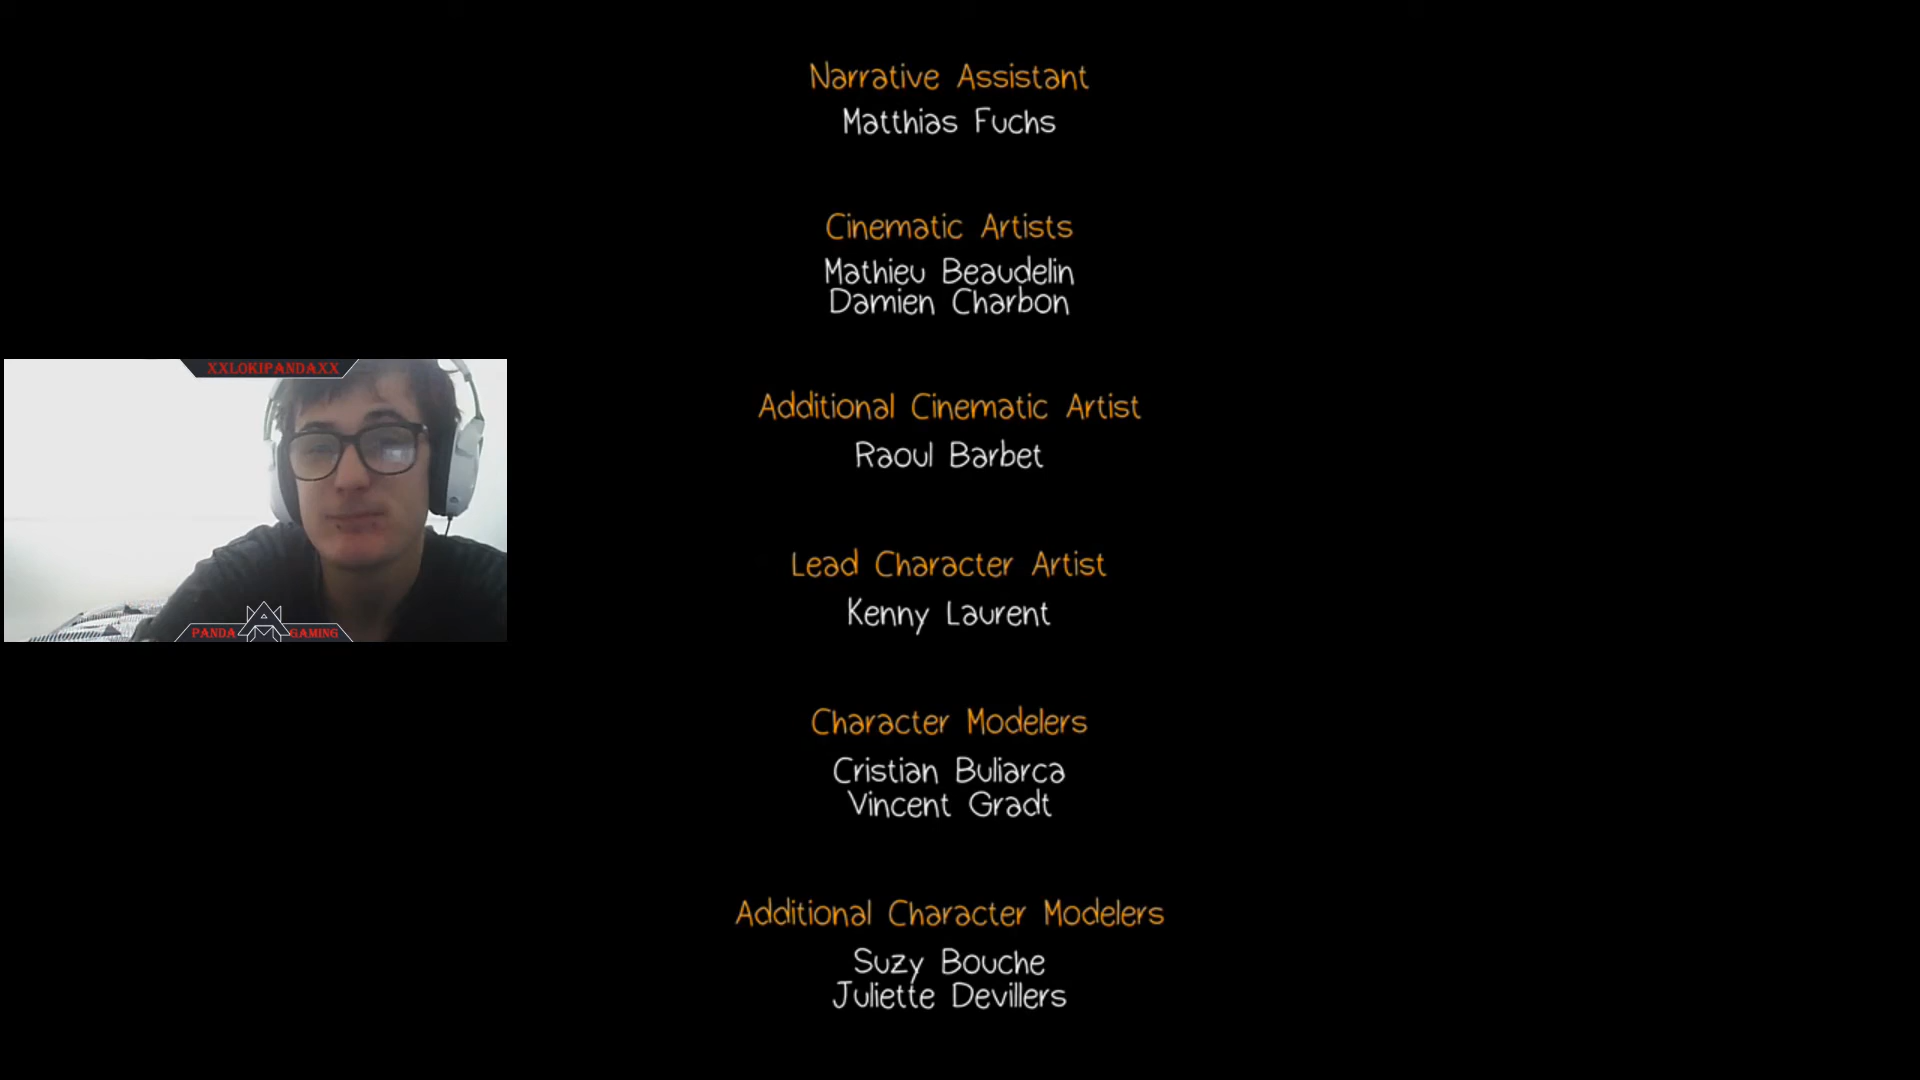 Narrative Assistant
Matthias Fuchs
Cinematic Artists
Mathieu Beaudelin
Damien Charbon
Additional Cinematic Artist
Raoul Barbet
XXLOKIPANDAXX
Lead Character Artist
Kenny Laurent
PANDA GAMING
Character Modelers
Cristian Buliarca
Vincent Gradt
Additional Character Modelers
Suzy Bouche
Juliette Devillers